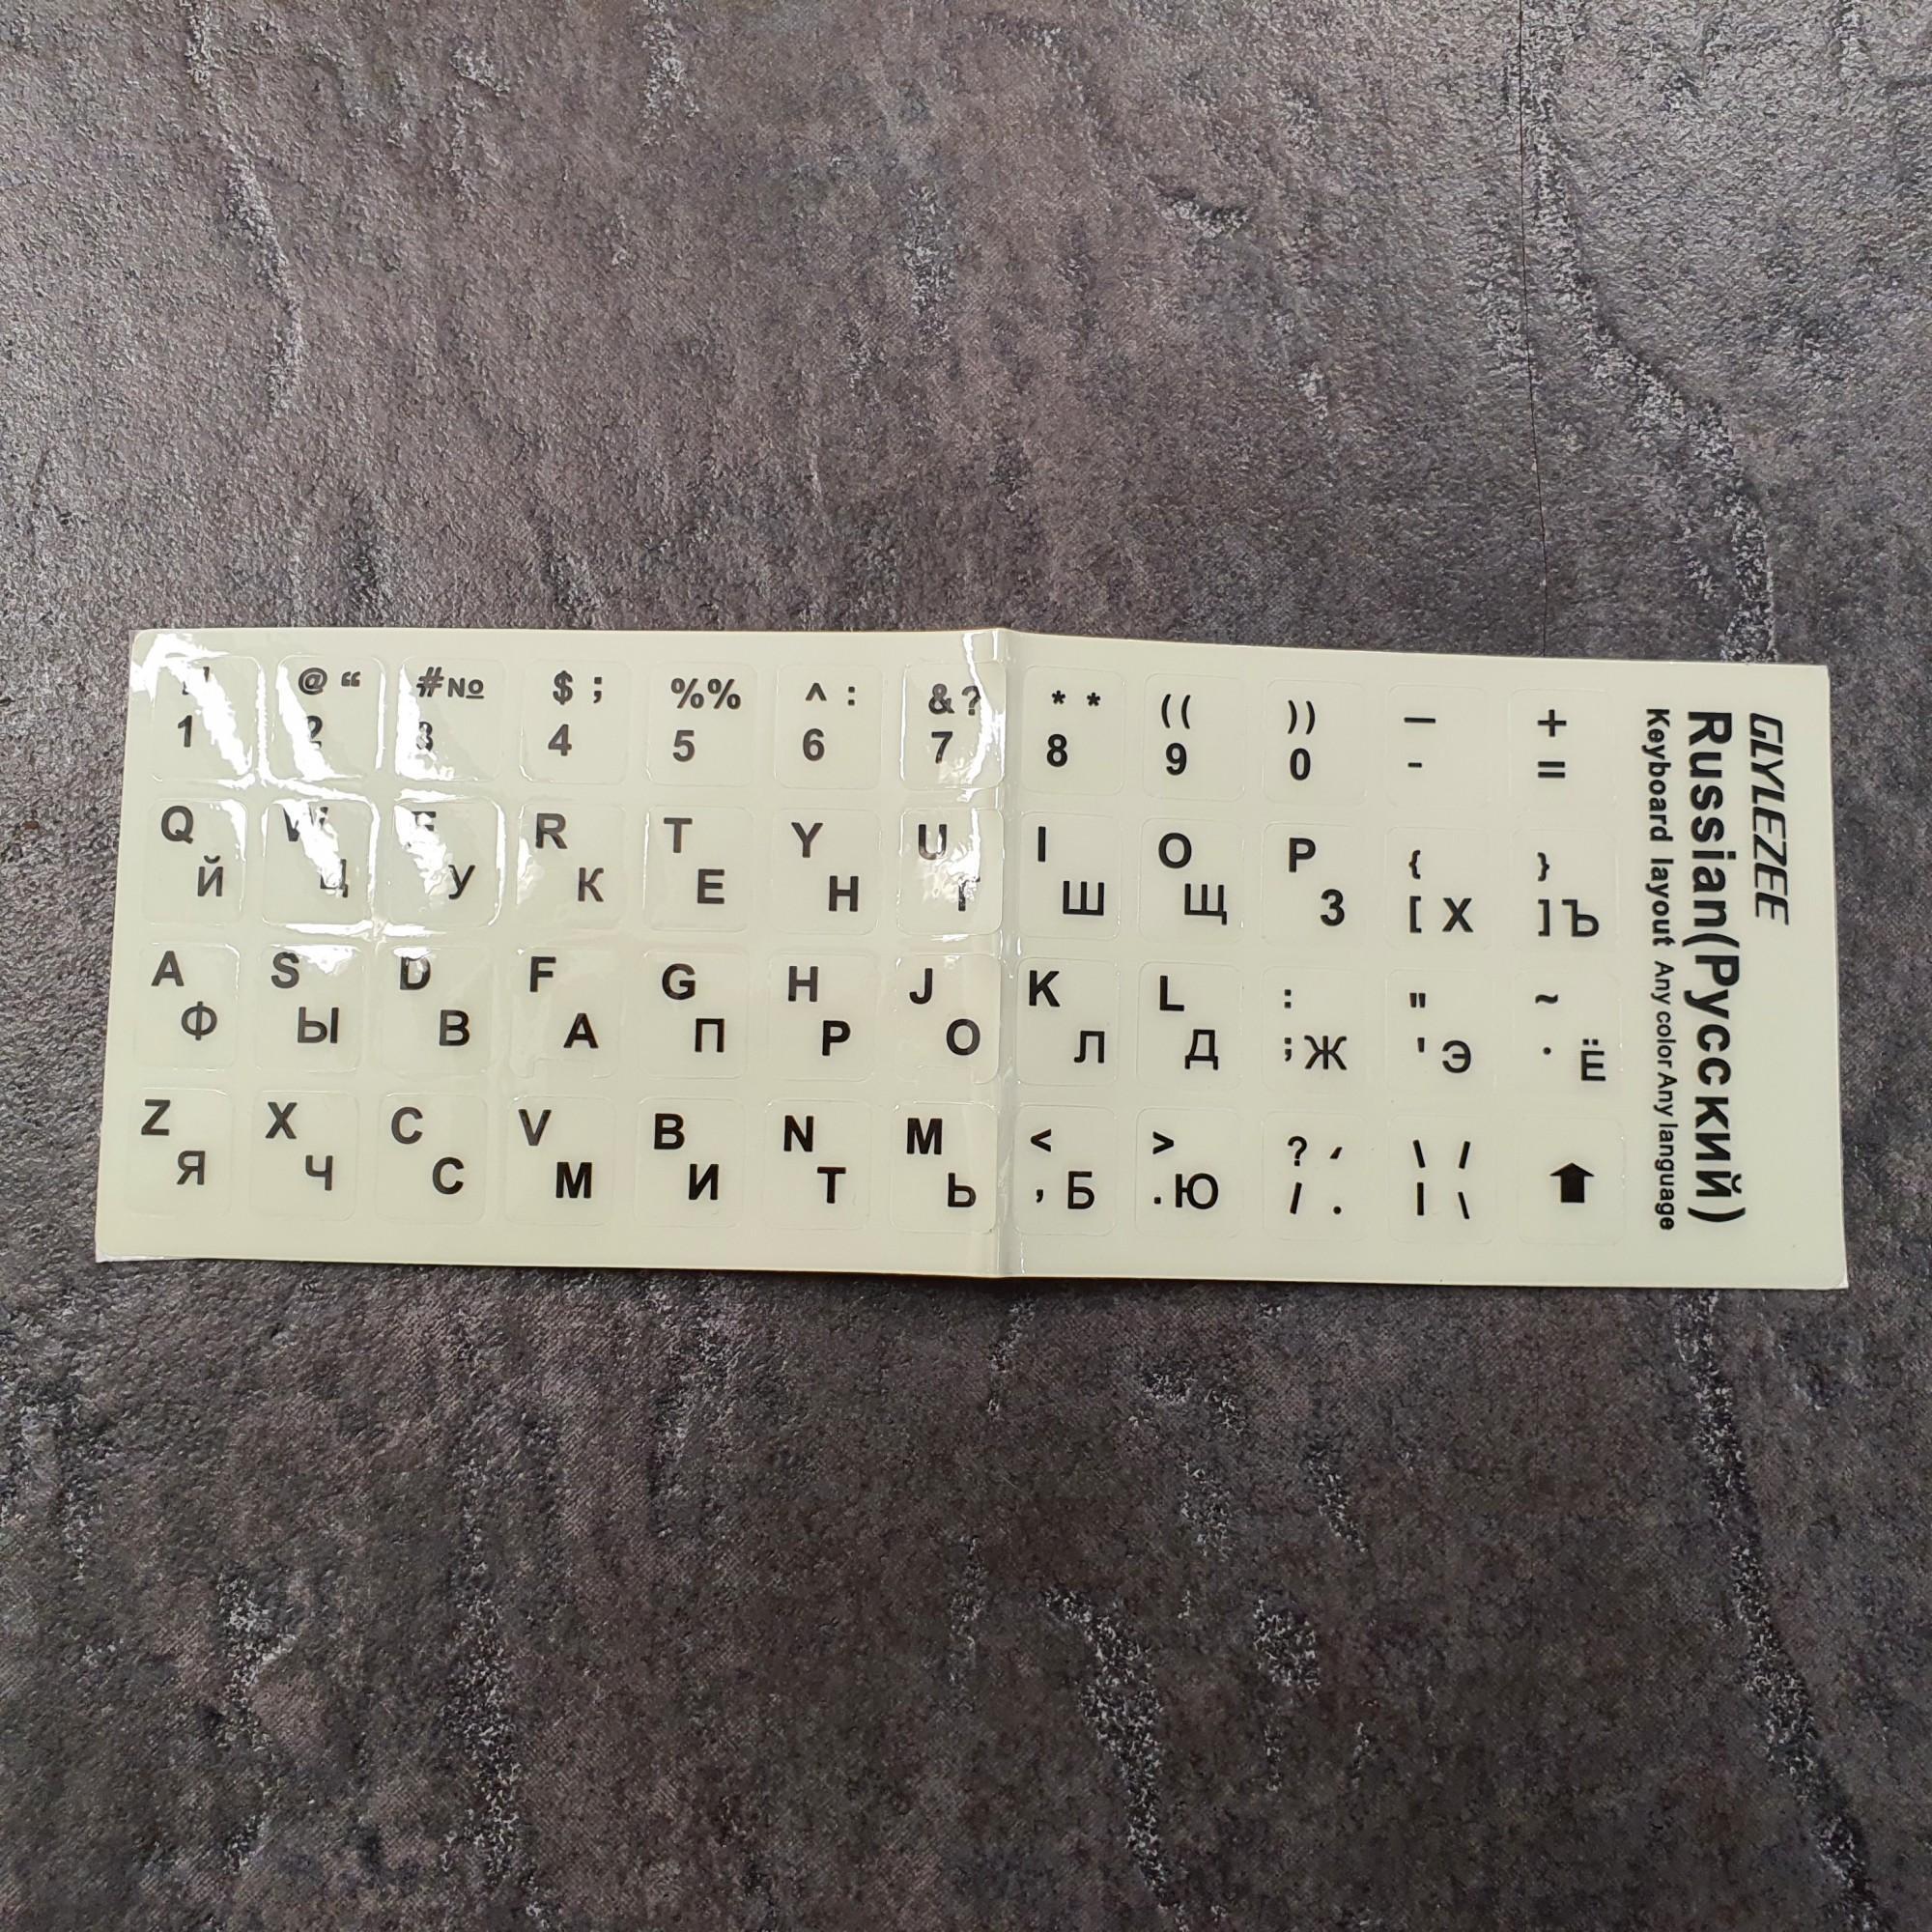 ! @ “ # № $ ; % % ^ : & ? * * ( ( ) ) — +
1 2 3 4 5 6 7 8 9 0 - =
Q W E R T Y U I O P { }
Й Ц У К Е Н Г Ш Щ З [ Х ] Ъ
A S D F G H J K L : " ~
Ф Ы В А П Р О Л Д ; Ж ' Э · Ё
Z X C V B N M < > ? , \ /
Я Ч С М И Т Ь , Б . Ю / . | \
GLYLEZEE
Russian(Русский)
Keyboard layout Any color Any language